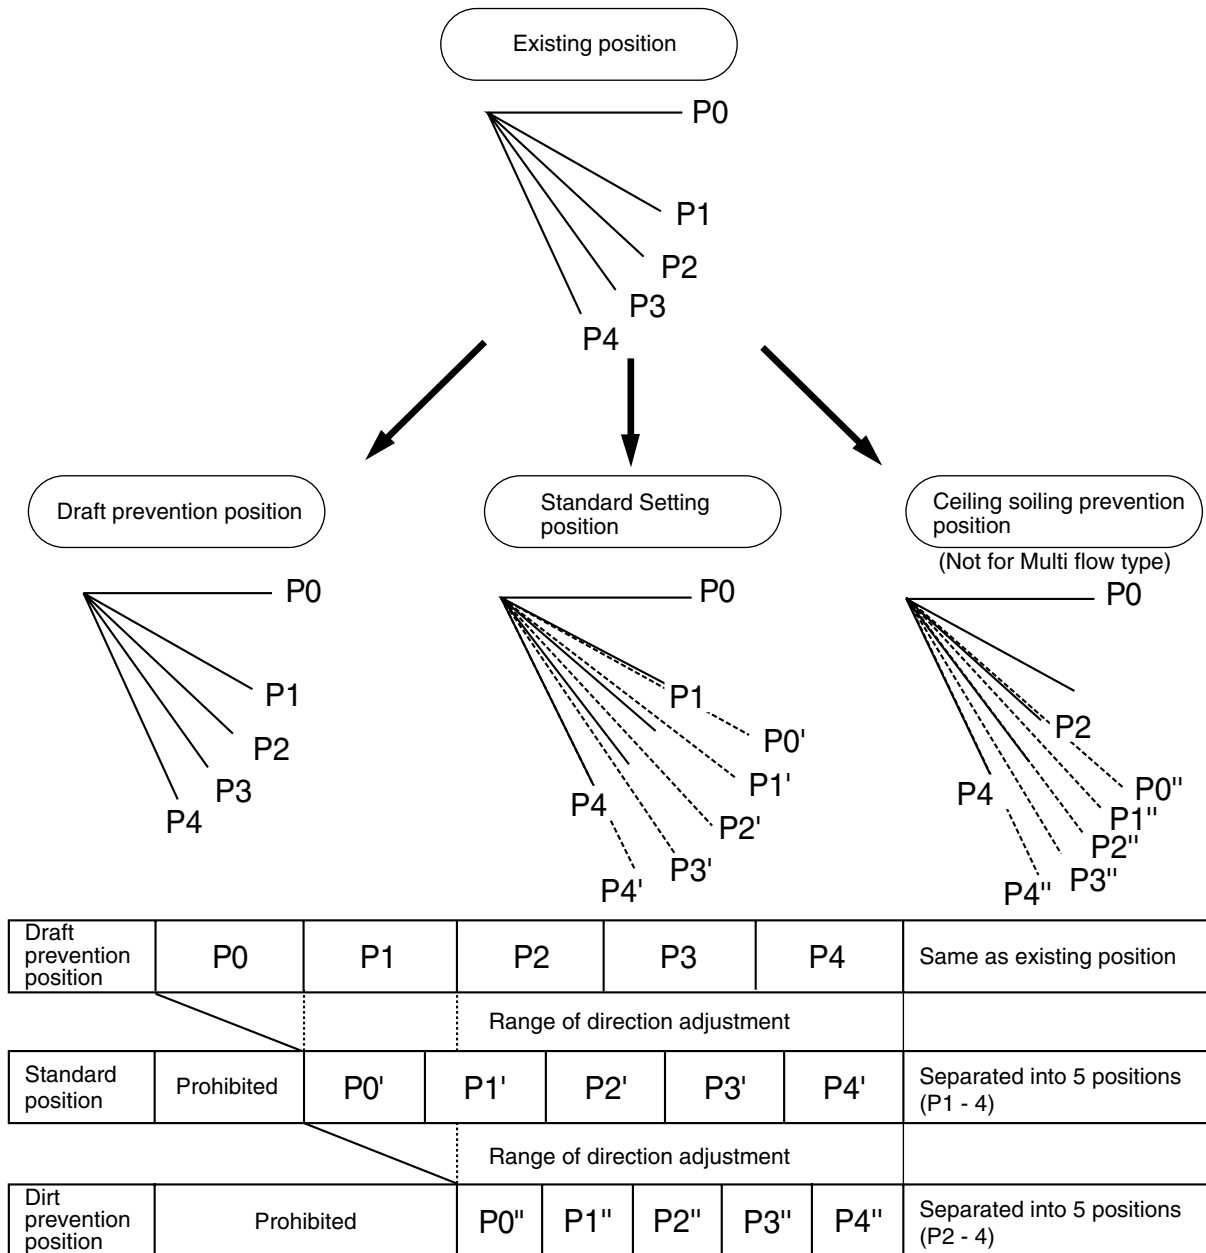 Existing position
P0
P1
P2
P3
P4
Draft prevention position
P0
P1
P2
P3
P4
Standard Setting
position
P0
P1
P0'
P1'
P4
P2'
P3'
P4'
Ceiling soiling prevention
position
(Not for Multi flow type)
P0
P2
P4
P0"
P1"
P2"
P3"
P4"
Draft
prevention
position
P0
P1
P2
P3
P4
Same as existing position
Range of direction adjustment
Standard
position
Prohibited
P0'
P1'
P2'
P3'
P4'
Separated into 5 positions
(P1 - 4)
Range of direction adjustment
Dirt
prevention
position
Prohibited
P0"
P1"
P2"
P3"
P4"
Separated into 5 positions
(P2 - 4)